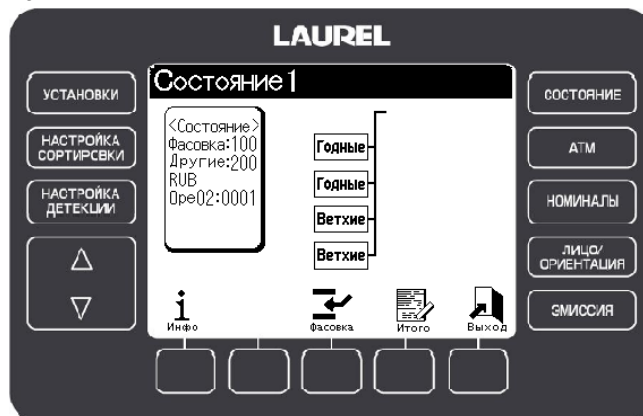 LAUREL
УСТАНОВКИ
НАСТРОЙКА
СОРТИРСВКИ
НАСТРОЙКА
ДЕТЕКЦИИ
Состояние1
<Состояние>
Фасовка:100
Другие:200
RUB
Ope02:0001
Годные
Годные
Ветхие
Ветхие
Инфо
Фасовка
Итого
Выход
СОСТОЯНИЕ
АТМ
НОМИНАЛЫ
ЛИЦО/
ОРИЕНТАЦИЯ
ЭМИССИЯ